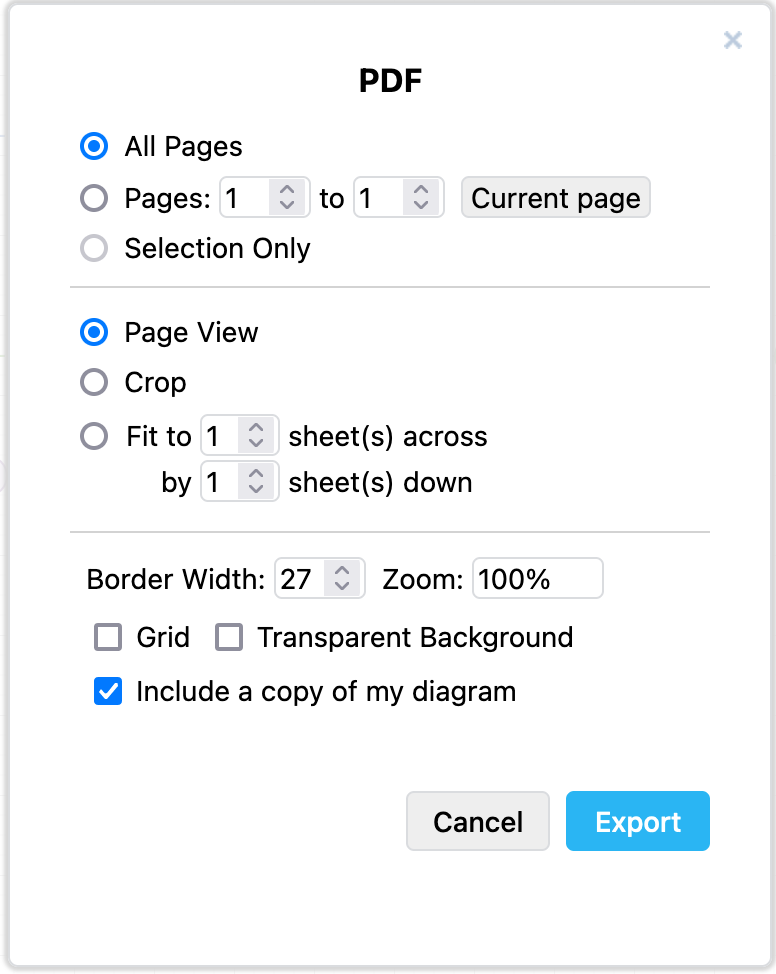 ×
PDF
All Pages
Pages: 1 to 1 Current page
Selection Only
Page View
Crop
Fit to 1 sheet(s) across
by 1 sheet(s) down
Border Width: 27 Zoom: 100%
Grid Transparent Background
Include a copy of my diagram
Cancel Export